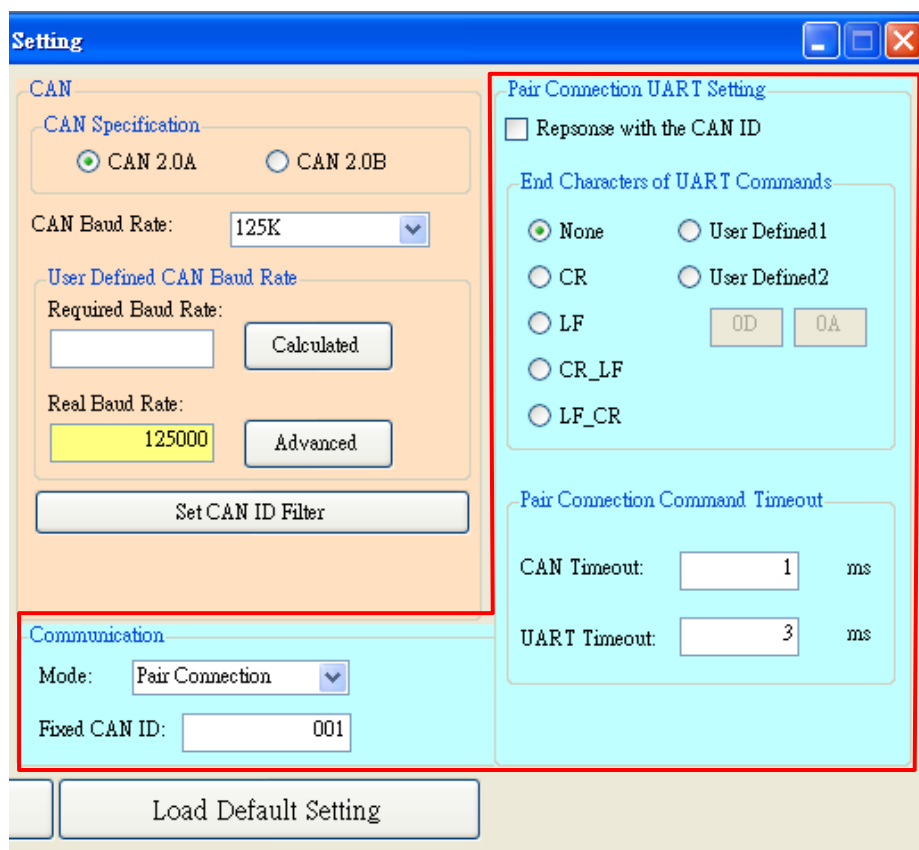 Setting
CAN
CAN Specification
CAN 2.0A
CAN 2.0B
CAN Baud Rate:
125K
User Defined CAN Baud Rate
Required Baud Rate:
Calculated
Real Baud Rate:
125000
Advanced
Set CAN ID Filter
Communication
Mode:
Pair Connection
Fixed CAN ID:
001
Pair Connection UART Setting
Repsonse with the CAN ID
End Characters of UART Commands
None
User Defined1
CR
User Defined2
LF
0D
0A
CR_LF
LF_CR
Pair Connection Command Timeout
CAN Timeout:
1
ms
UART Timeout:
3
ms
Load Default Setting